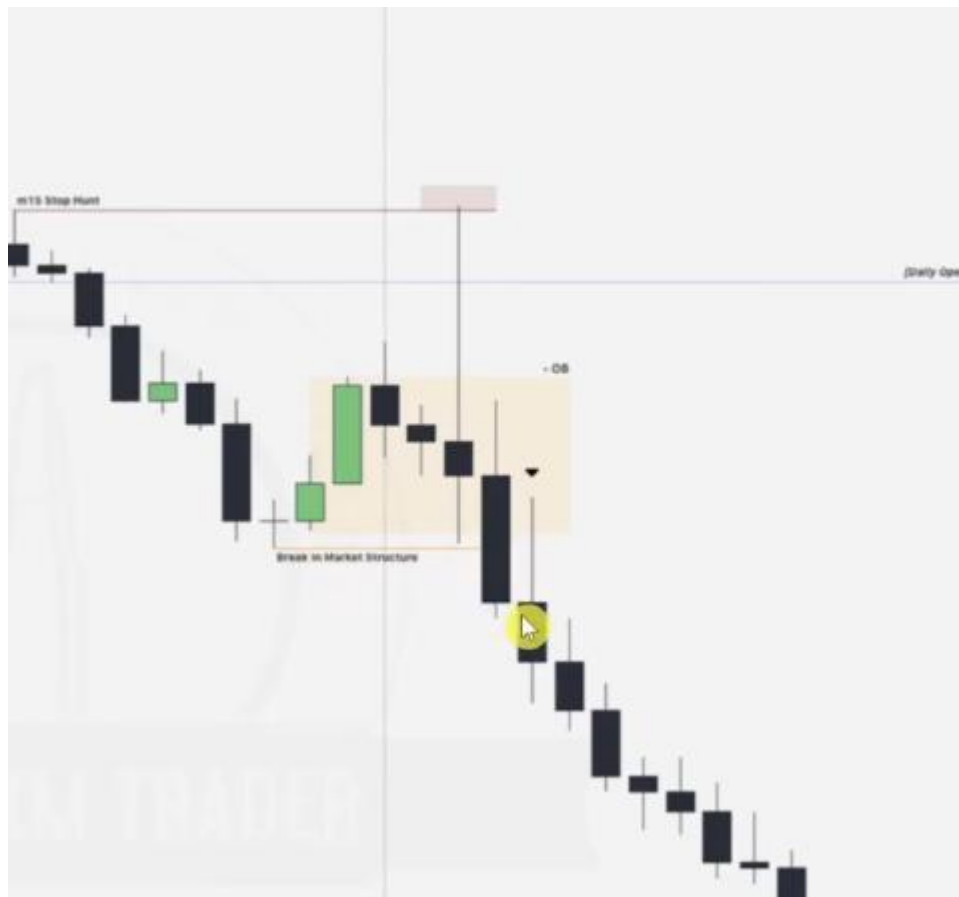 m15 Stop Hunt
(Daily Ope
- OB
Break in Market Structure
TRADER